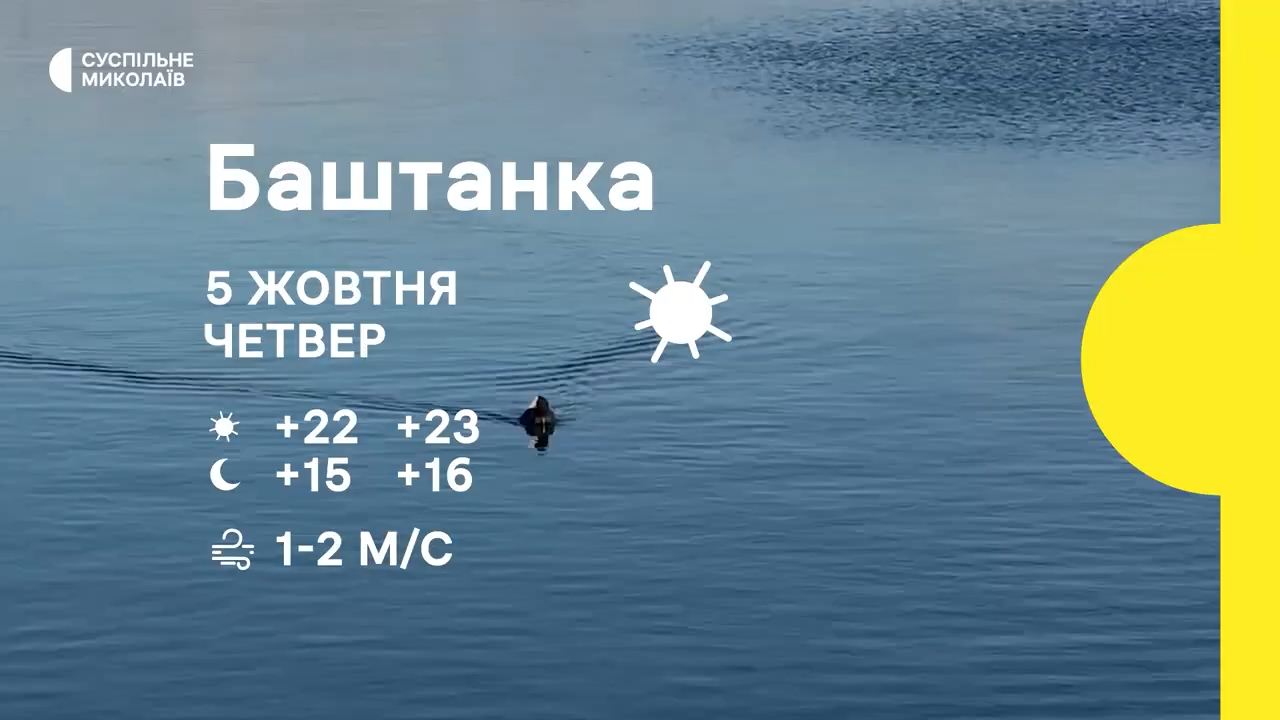 СУСПІЛЬНЕ
МИКОЛАЇВ
Баштанка
5 ЖОВТНЯ
ЧЕТВЕР
+22 +23
+15 +16
1-2 М/С